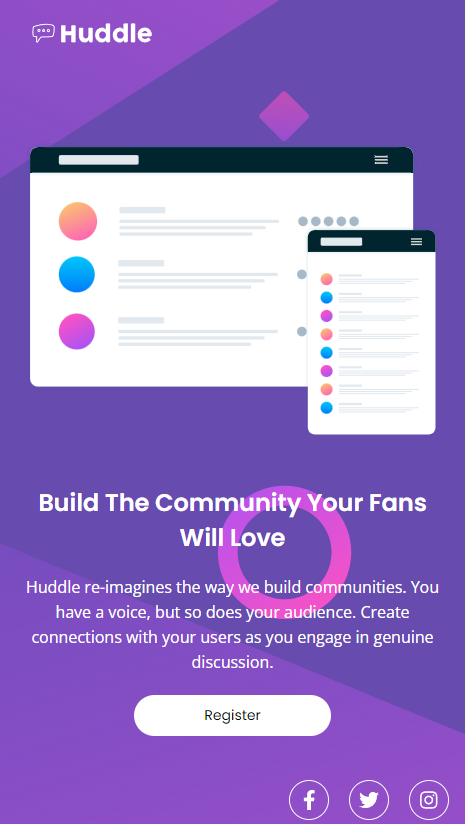 Huddle
Build The Community Your Fans
Will Love
Huddle re-imagines the way we build communities. You
have a voice, but so does your audience. Create
connections with your users as you engage in genuine
discussion.
Register